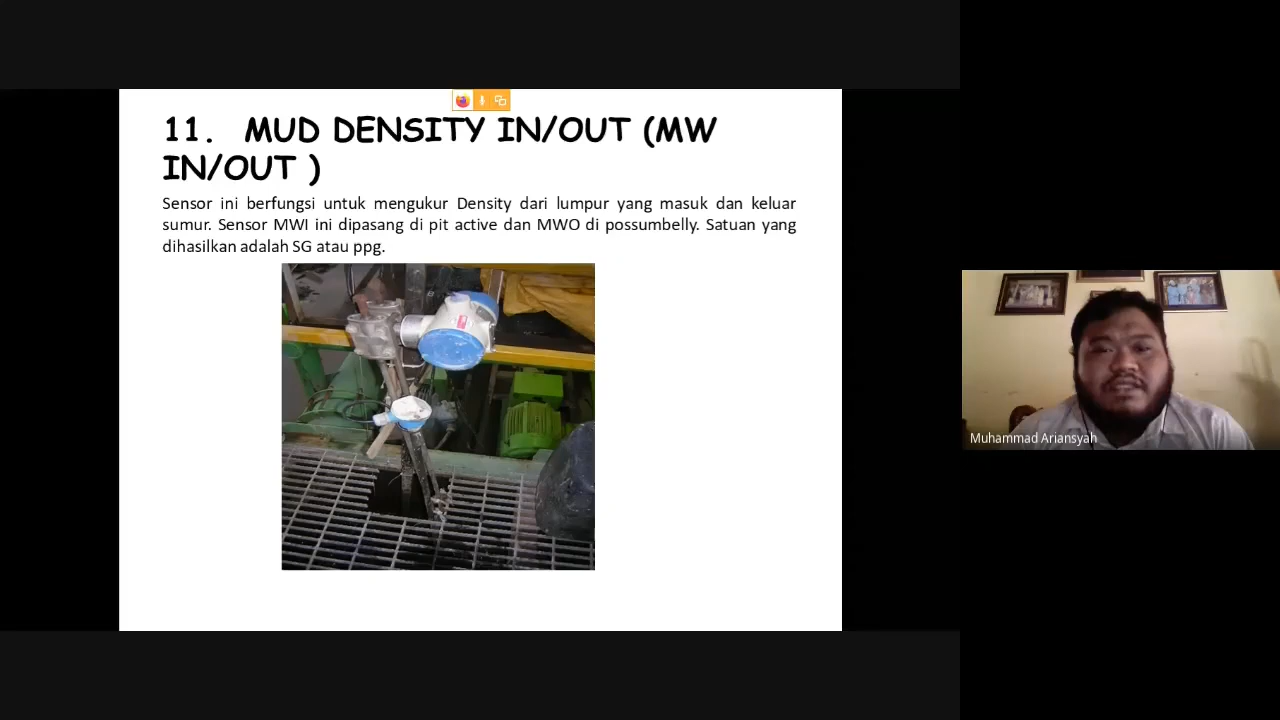 11. MUD DENSITY IN/OUT (MW
IN/OUT )
Sensor ini berfungsi untuk mengukur Density dari lumpur yang masuk dan keluar
sumur. Sensor MWI ini dipasang di pit active dan MWO di possumbelly. Satuan yang
dihasilkan adalah SG atau ppg.
Muhammad Ariansyah